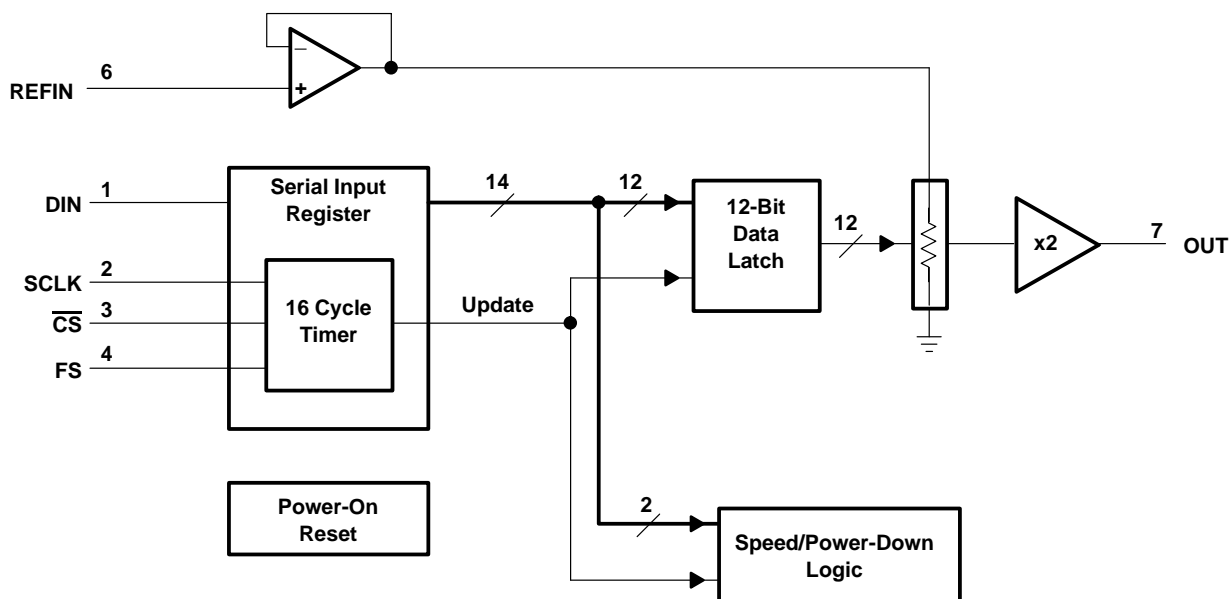 6
REFIN
–
+
DIN
1
Serial Input
Register
14
12
12-Bit
Data
Latch
12
x2
7
OUT
SCLK
2
CS
3
FS
4
16 Cycle
Timer
Update
Power-On
Reset
2
Speed/Power-Down
Logic